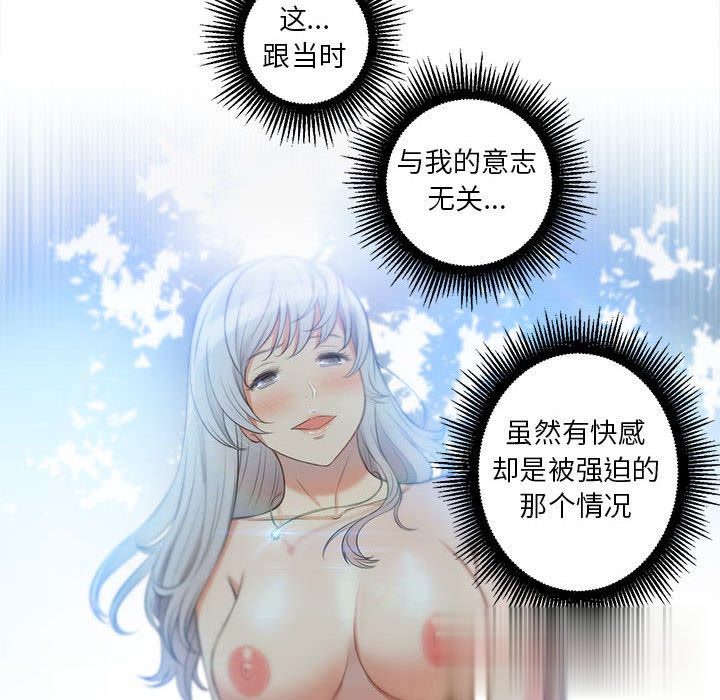 这...
跟当时
与我的意志
无关...
虽然有快感
却是被强迫的
那个情况